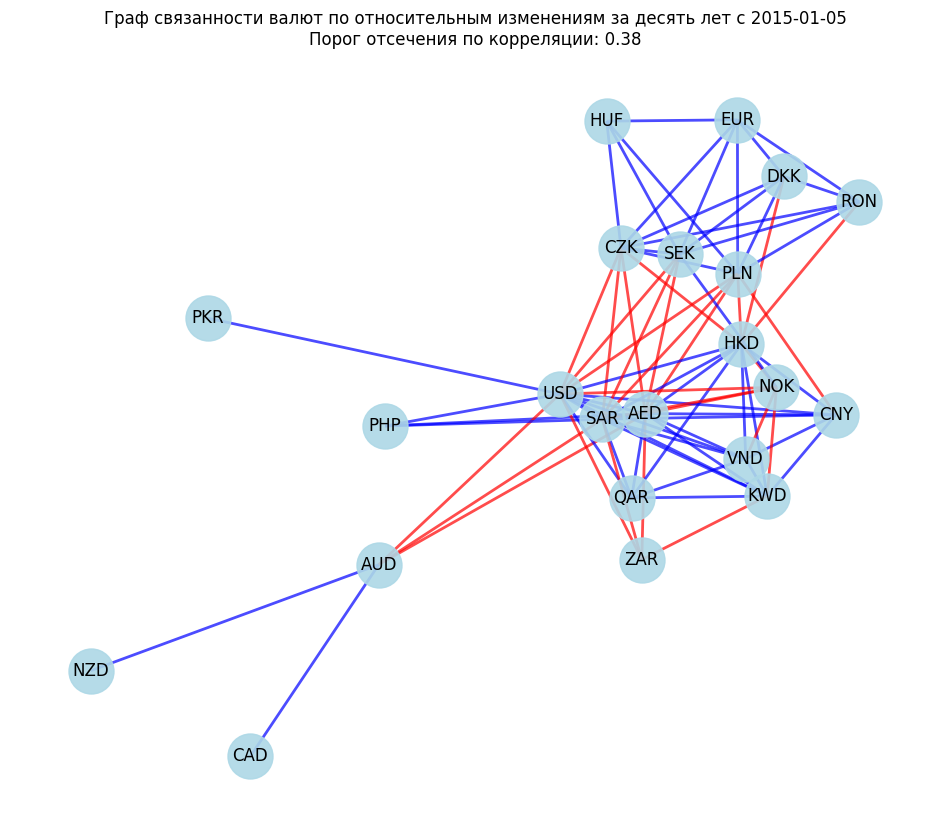 Граф связанности валют по относительным изменениям за десять лет с 2015-01-05
Порог отсечения по корреляции: 0.38
HUF
EUR
DKK
RON
CZK
SEK
PLN
PKR
HKD
NOK
USD
SAR
AED
CNY
PHP
VND
QAR
KWD
ZAR
AUD
NZD
CAD